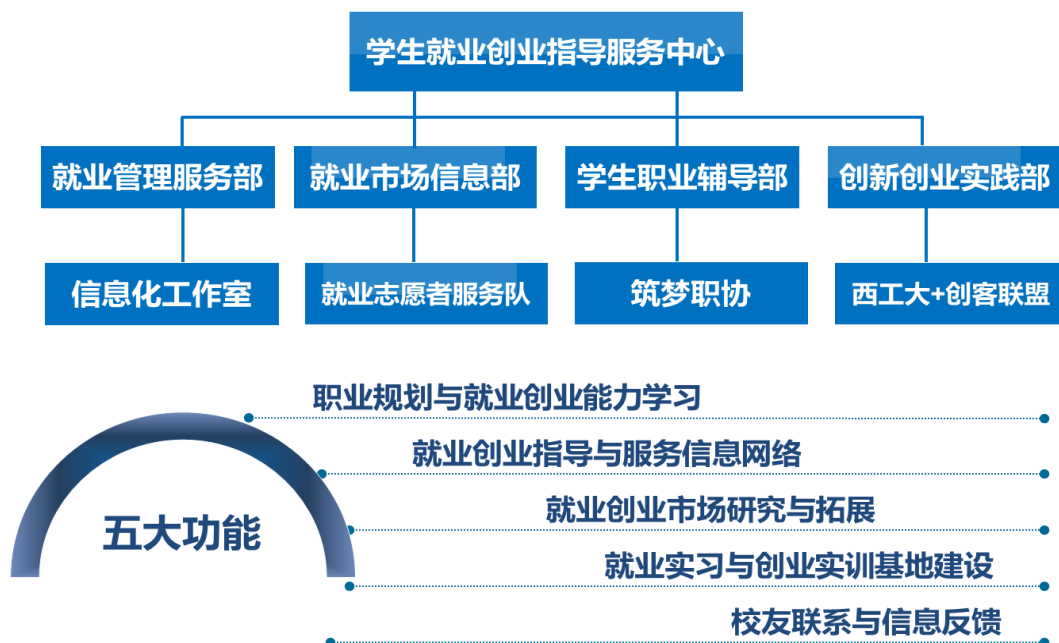 学生就业创业指导服务中心
就业管理服务部
就业市场信息部
学生职业辅导部
创新创业实践部
信息化工作室
就业志愿者服务队
筑梦职协
西工大+创客联盟
职业规划与就业创业能力学习
就业创业指导与服务信息网络
就业创业市场研究与拓展
五大功能
就业实习与创业实训基地建设
校友联系与信息反馈